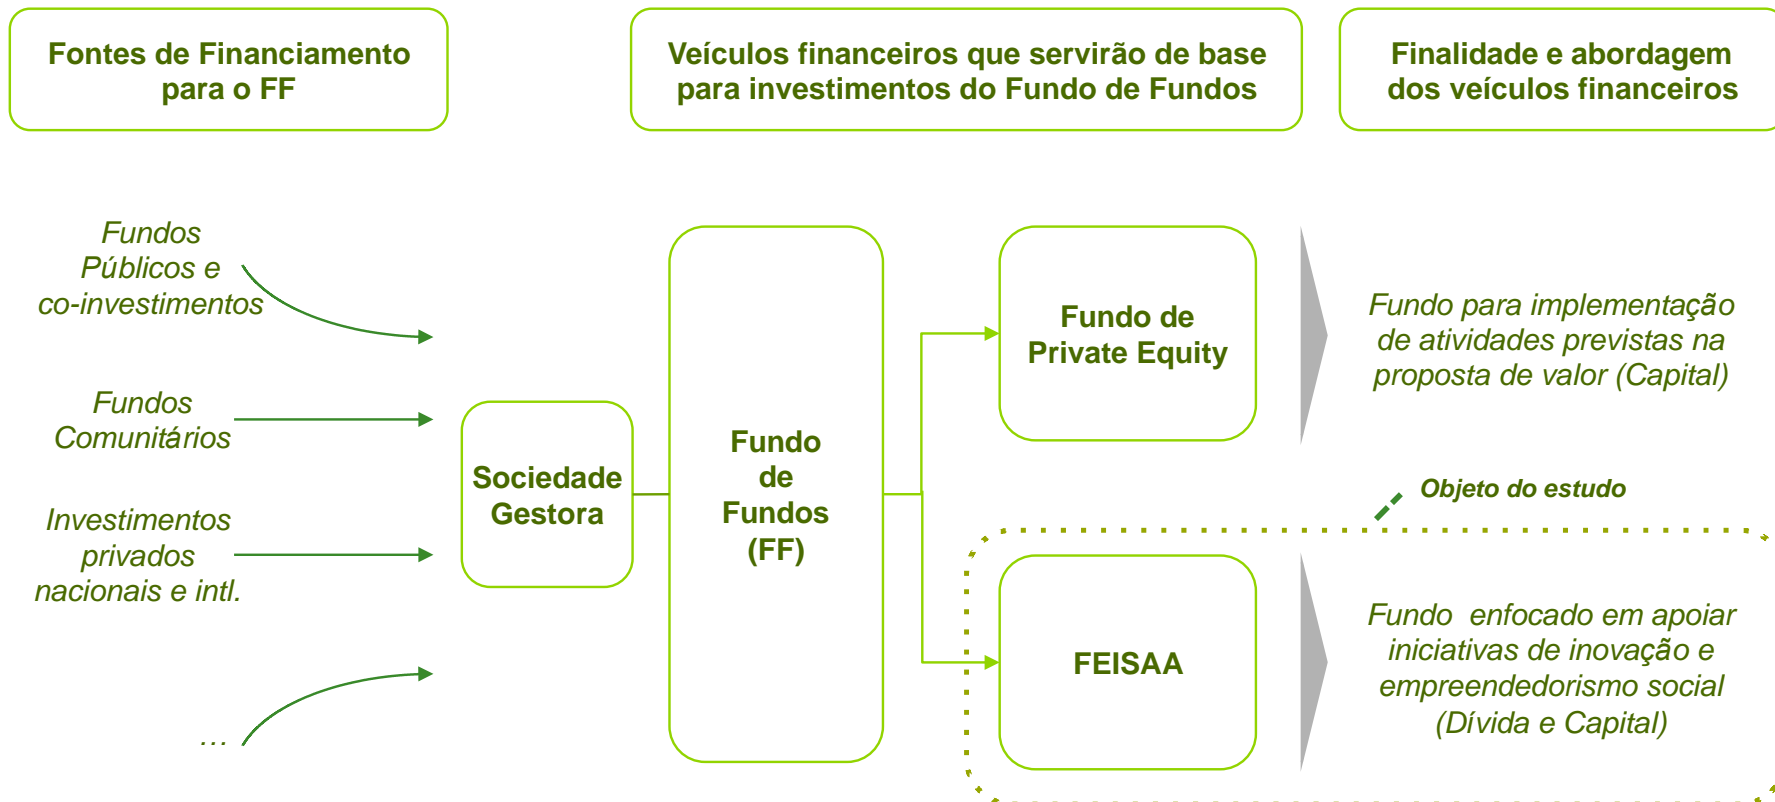 Fontes de Financiamento
para o FF
Veículos financeiros que servirão de base
para investimentos do Fundo de Fundos
Finalidade e abordagem
dos veículos financeiros
Fundos
Públicos e
co-investimentos
Fundos
Comunitários
Investimentos
privados
nacionais e intl.
...
Sociedade
Gestora
Fundo
de
Fundos
(FF)
Fundo de
Private Equity
Fundo para implementação
de atividades previstas na
proposta de valor (Capital)
Objeto do estudo
FEISAA
Fundo enfocado em apoiar
iniciativas de inovação e
empreendedorismo social
(Dívida e Capital)